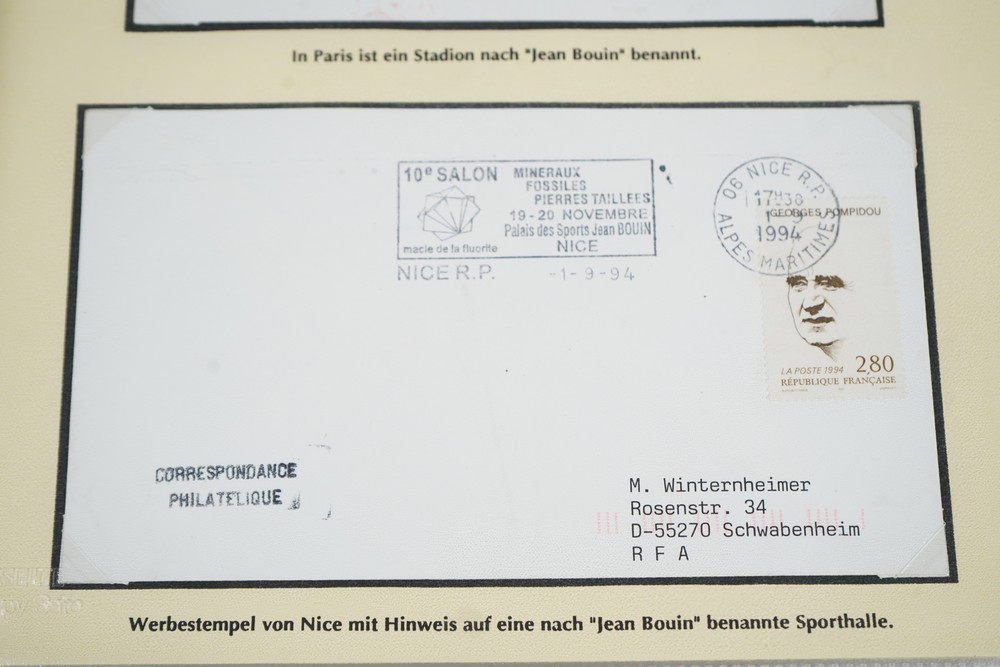 In Paris ist ein Stadion nach "Jean Bouin" benannt.
10e SALON
MINERAUX
FOSSILES
PIERRES TAILLEES
19-20 NOVEMBRE
Palais des Sports Jean BOUIN
NICE
macle de la fluorite
NICE R.P. -1-9-94
06 NICE R.P.
1-9
1994
ALPES MARITIMES
GEORGES POMPIDOU
LA POSTE 1994 2,80
RÉPUBLIQUE FRANÇAISE
CORRESPONDANCE
PHILATELIQUE
M. Winternheimer
Rosenstr. 34
D-55270 Schwabenheim
R F A
Werbestempel von Nice mit Hinweis auf eine nach "Jean Bouin" benannte Sporthalle.